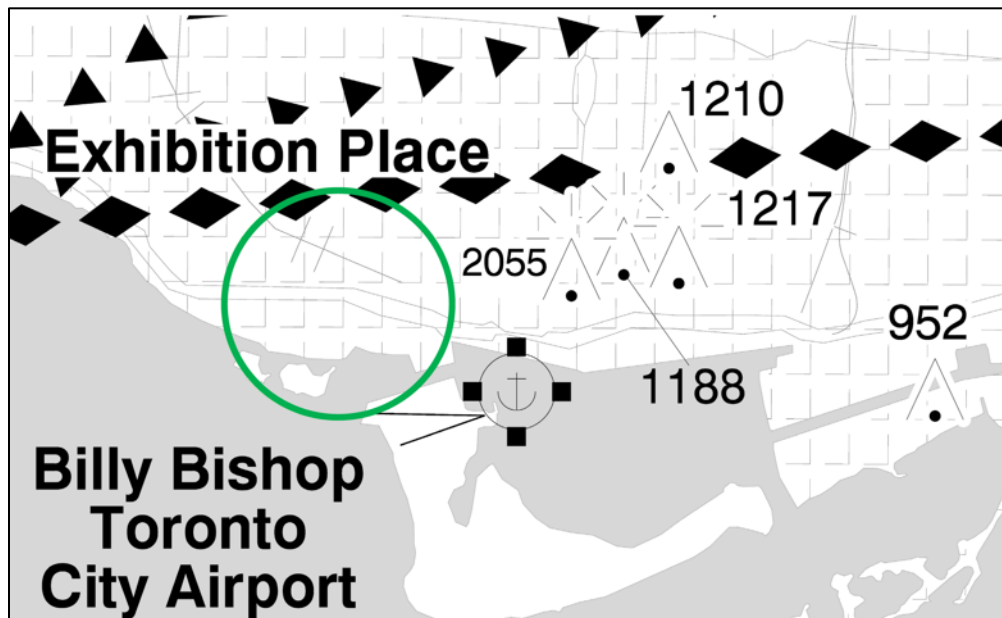 1210
Exhibition Place
1217
2055
952
1188
Billy Bishop
Toronto
City Airport